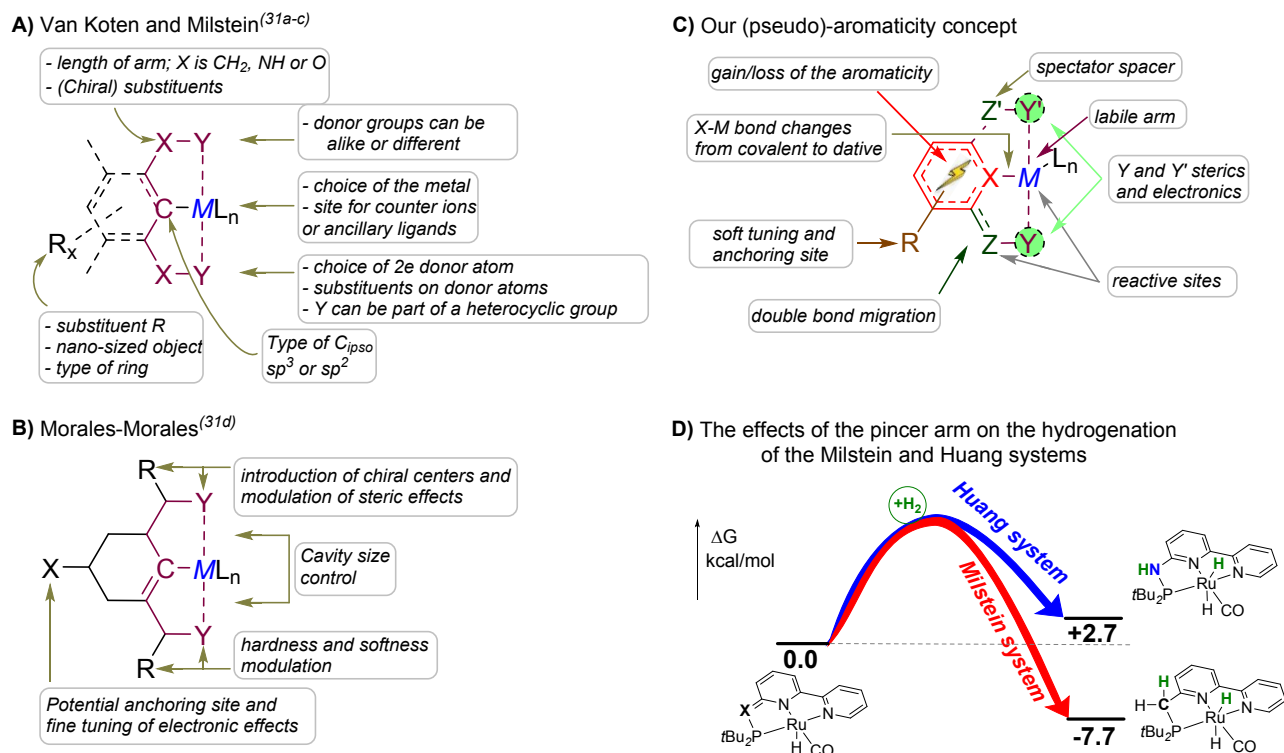 A) Van Koten and Milstein(31a-c)
- length of arm; X is CH2, NH or O
- (Chiral) substituents
X Y
- donor groups can be
alike or different
- choice of the metal
- site for counter ions
or ancillary ligands
C MLn
Rx
X Y
- choice of 2e donor atom
- substituents on donor atoms
- Y can be part of a heterocyclic group
- substituent R
- nano-sized object
- type of ring
Type of Cipso
sp3 or sp2
B) Morales-Morales(31d)
R
Y
introduction of chiral centers and
modulation of steric effects
X
C MLn
Cavity size
control
Y
R
hardness and softness
modulation
Potential anchoring site and
fine tuning of electronic effects
C) Our (pseudo)-aromaticity concept
gain/loss of the aromaticity
spectator spacer
Z' Y'
X-M bond changes
from covalent to dative
labile arm
X M Ln
Y and Y' sterics
and electronics
R
soft tuning and
anchoring site
Z Y
reactive sites
double bond migration
D) The effects of the pincer arm on the hydrogenation
of the Milstein and Huang systems
ΔG
kcal/mol
+H2
Huang system
Milstein system
0.0
+2.7
-7.7
X
N
N
tBu2P
Ru
H
CO
HN
N
H
N
tBu2P
Ru
H
CO
H
H
C
H
N
H
N
tBu2P
Ru
H
CO